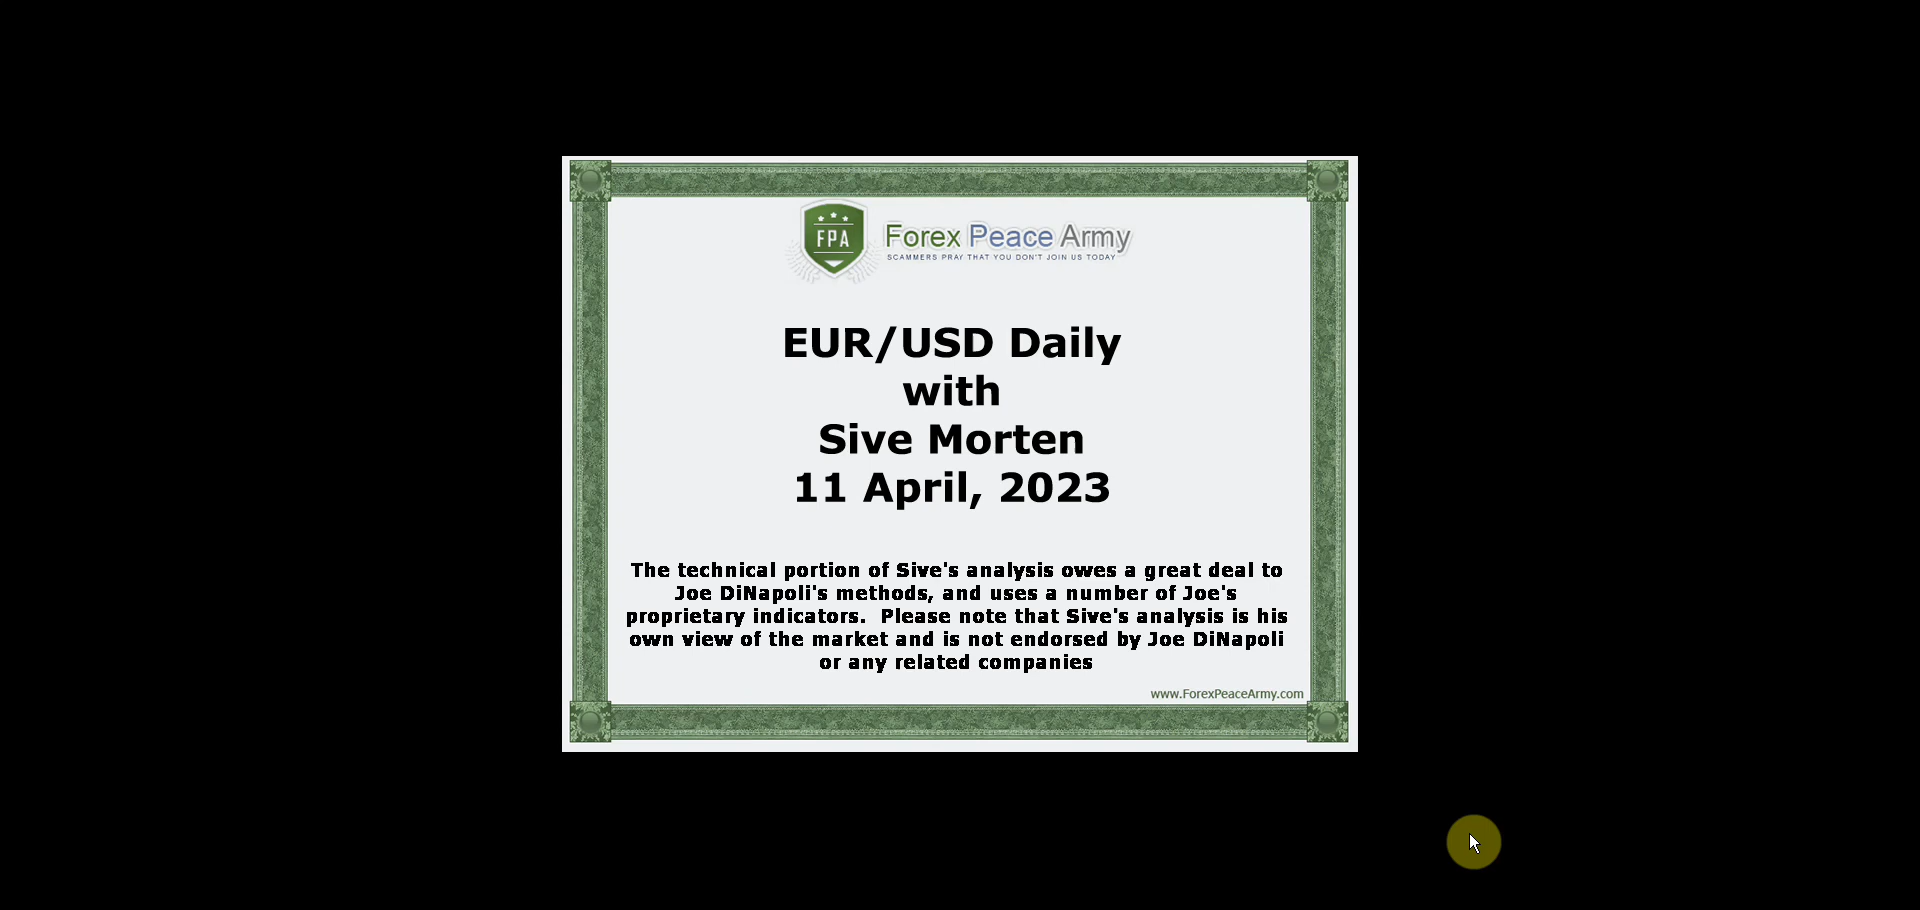 FPA
Forex Peace Army
SCAMMERS PRAY THAT YOU DON'T JOIN US TODAY
EUR/USD Daily
with
Sive Morten
11 April, 2023
The technical portion of Sive's analysis owes a great deal to
Joe DiNapoli's methods, and uses a number of Joe's
proprietary indicators.  Please note that Sive's analysis is his
own view of the market and is not endorsed by Joe DiNapoli
or any related companies
www.ForexPeaceArmy.com